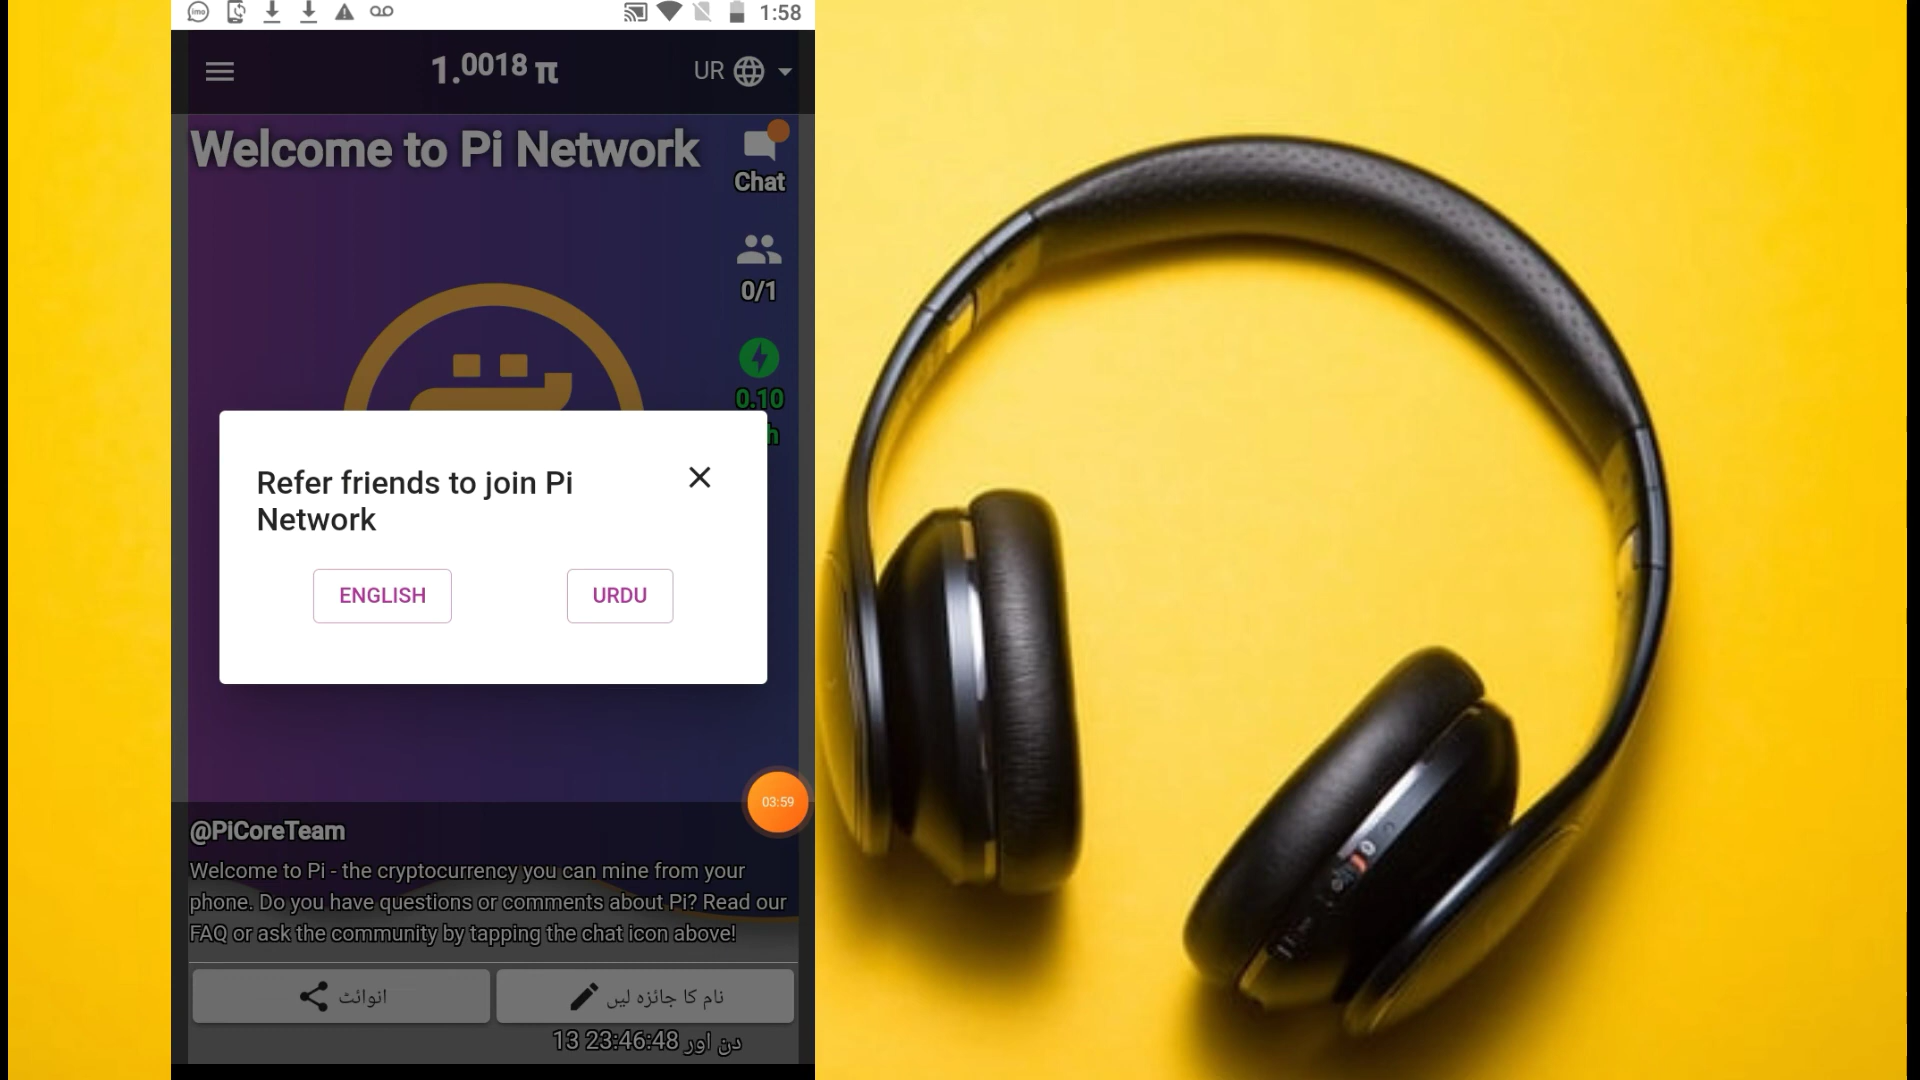 imo 1:58
1.0018 π UR
Welcome to Pi Network
Chat
0/1
0.10
h
Refer friends to join Pi
Network
ENGLISH URDU
03:59
@PiCoreTeam
Welcome to Pi - the cryptocurrency you can mine from your
phone. Do you have questions or comments about Pi? Read our
FAQ or ask the community by tapping the chat icon above!
انوائٹ نام کا جائزہ لیں
13 دن اور 23:46:48